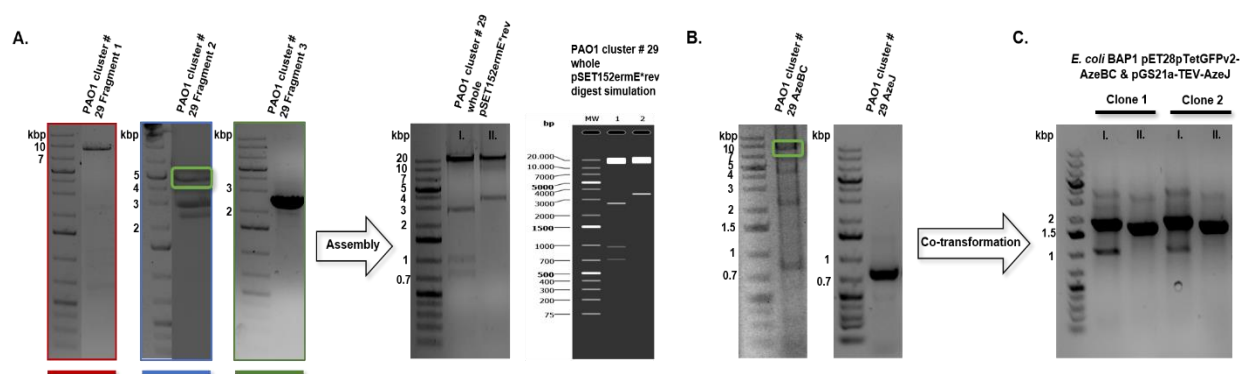 A.
PAO1 cluster #
29 Fragment 1
PAO1 cluster #
29 Fragment 2
PAO1 cluster #
29 Fragment 3
kbp
10
7
kbp
5
4
3
2
kbp
3
2
Assembly
PAO1 cluster # 29
whole
pSET152ermE*rev
I.
II.
kbp
20
10
7
5
4
3
2
1
0.7
PAO1 cluster # 29
whole
pSET152ermE*rev
digest simulation
bp
MW
1
2
20.000
10.000
7000
5000
4000
3000
2000
1500
1000
700
500
400
300
200
75
B.
PAO1 cluster #
29 AzeBC
PAO1 cluster #
29 AzeJ
kbp
10
7
5
4
3
2
1.5
1
0.7
kbp
1
0.7
Co-transformation
C.
E. coli BAP1 pET28pTetGFPv2-
AzeBC & pGS21a-TEV-AzeJ
Clone 1
Clone 2
kbp
I.
II.
I.
II.
2
1.5
1